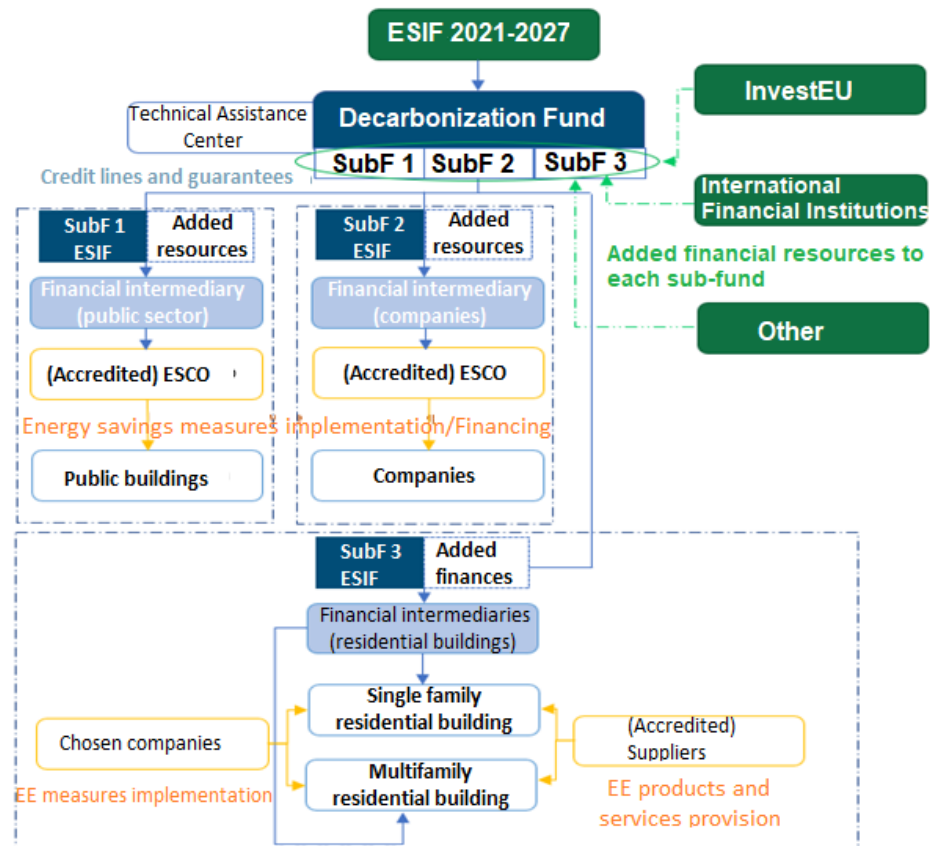 ESIF 2021-2027
InvestEU
Technical Assistance
Center
Decarbonization Fund
SubF 1
SubF 2
SubF 3
Credit lines and guarantees
International
Financial Institutions
SubF 1
ESIF
Added
resources
SubF 2
ESIF
Added
resources
Added financial resources to
each sub-fund
Financial intermediary
(public sector)
Financial intermediary
(companies)
Other
(Accredited) ESCO
(Accredited) ESCO
Energy savings measures implementation/Financing
Public buildings
Companies
SubF 3
ESIF
Added
finances
Financial intermediaries
(residential buildings)
Single family
residential building
Chosen companies
(Accredited)
Suppliers
Multifamily
residential building
EE measures implementation
EE products and
services provision